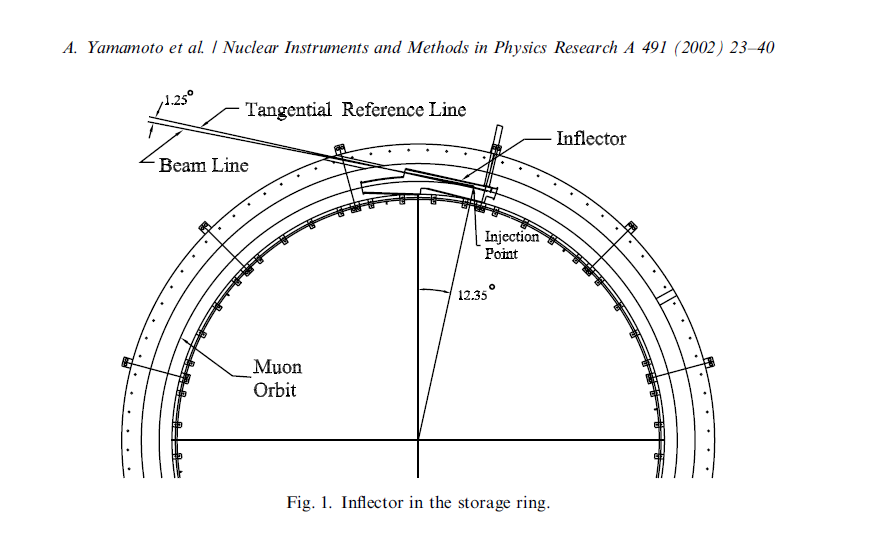 A. Yamamoto et al. / Nuclear Instruments and Methods in Physics Research A 491 (2002) 23–40
1.25°
Tangential Reference Line
Inflector
Beam Line
Injection
Point
12.35°
Muon
Orbit
Fig. 1. Inflector in the storage ring.